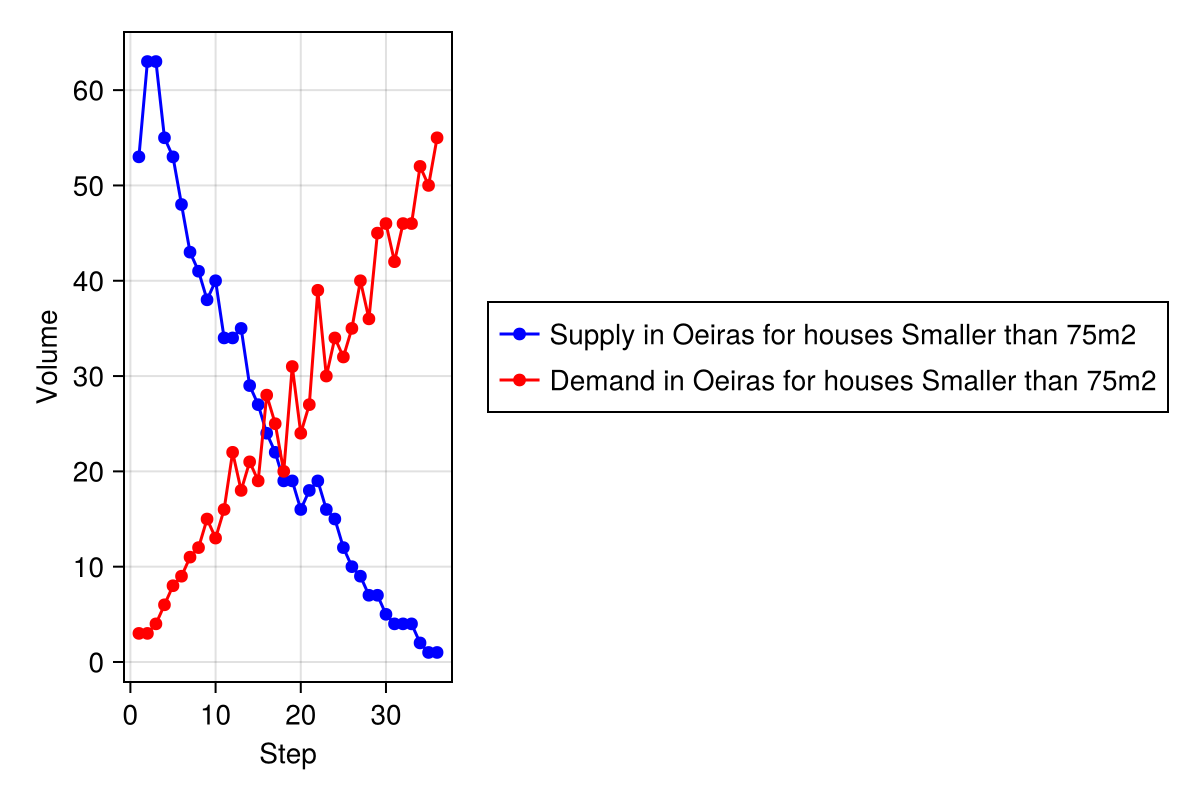 60
50
40
30
20
10
0
Volume
0 10 20 30
Step
Supply in Oeiras for houses Smaller than 75m2
Demand in Oeiras for houses Smaller than 75m2